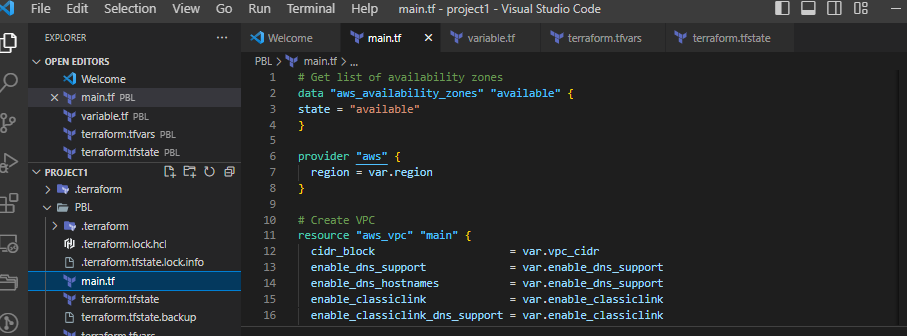 File Edit Selection View Go Run Terminal Help main.tf - project1 - Visual Studio Code
EXPLORER
OPEN EDITORS
Welcome
main.tf PBL
variable.tf PBL
terraform.tfvars PBL
terraform.tfstate PBL
PROJECT1
.terraform
PBL
.terraform
.terraform.lock.hcl
.terraform.tfstate.lock.info
main.tf
terraform.tfstate
terraform.tfstate.backup
terraform.tfvars
Welcome main.tf variable.tf terraform.tfvars terraform.tfstate
PBL > main.tf > ...
1 # Get list of availability zones
2 data "aws_availability_zones" "available" {
3 state = "available"
4 }
5
6 provider "aws" {
7 region = var.region
8 }
9
10 # Create VPC
11 resource "aws_vpc" "main" {
12 cidr_block = var.vpc_cidr
13 enable_dns_support = var.enable_dns_support
14 enable_dns_hostnames = var.enable_dns_support
15 enable_classiclink = var.enable_classiclink
16 enable_classiclink_dns_support = var.enable_classiclink